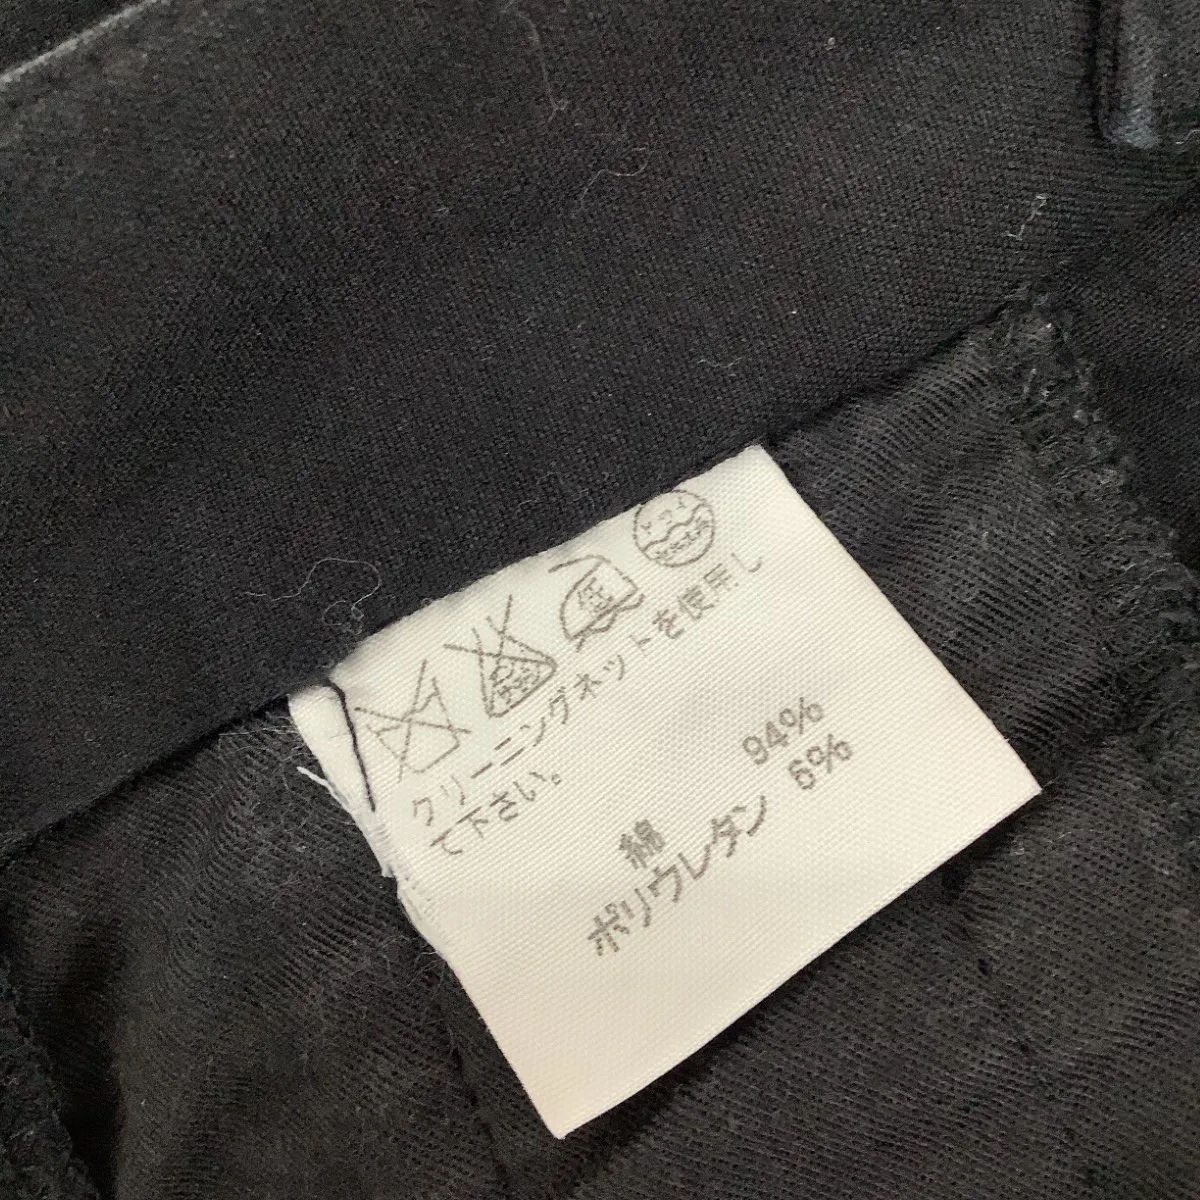 低
クリーニングネットを使用し
て下さい。
綿 94%
ポリウレタン 6%